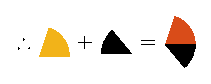 ∴ + =